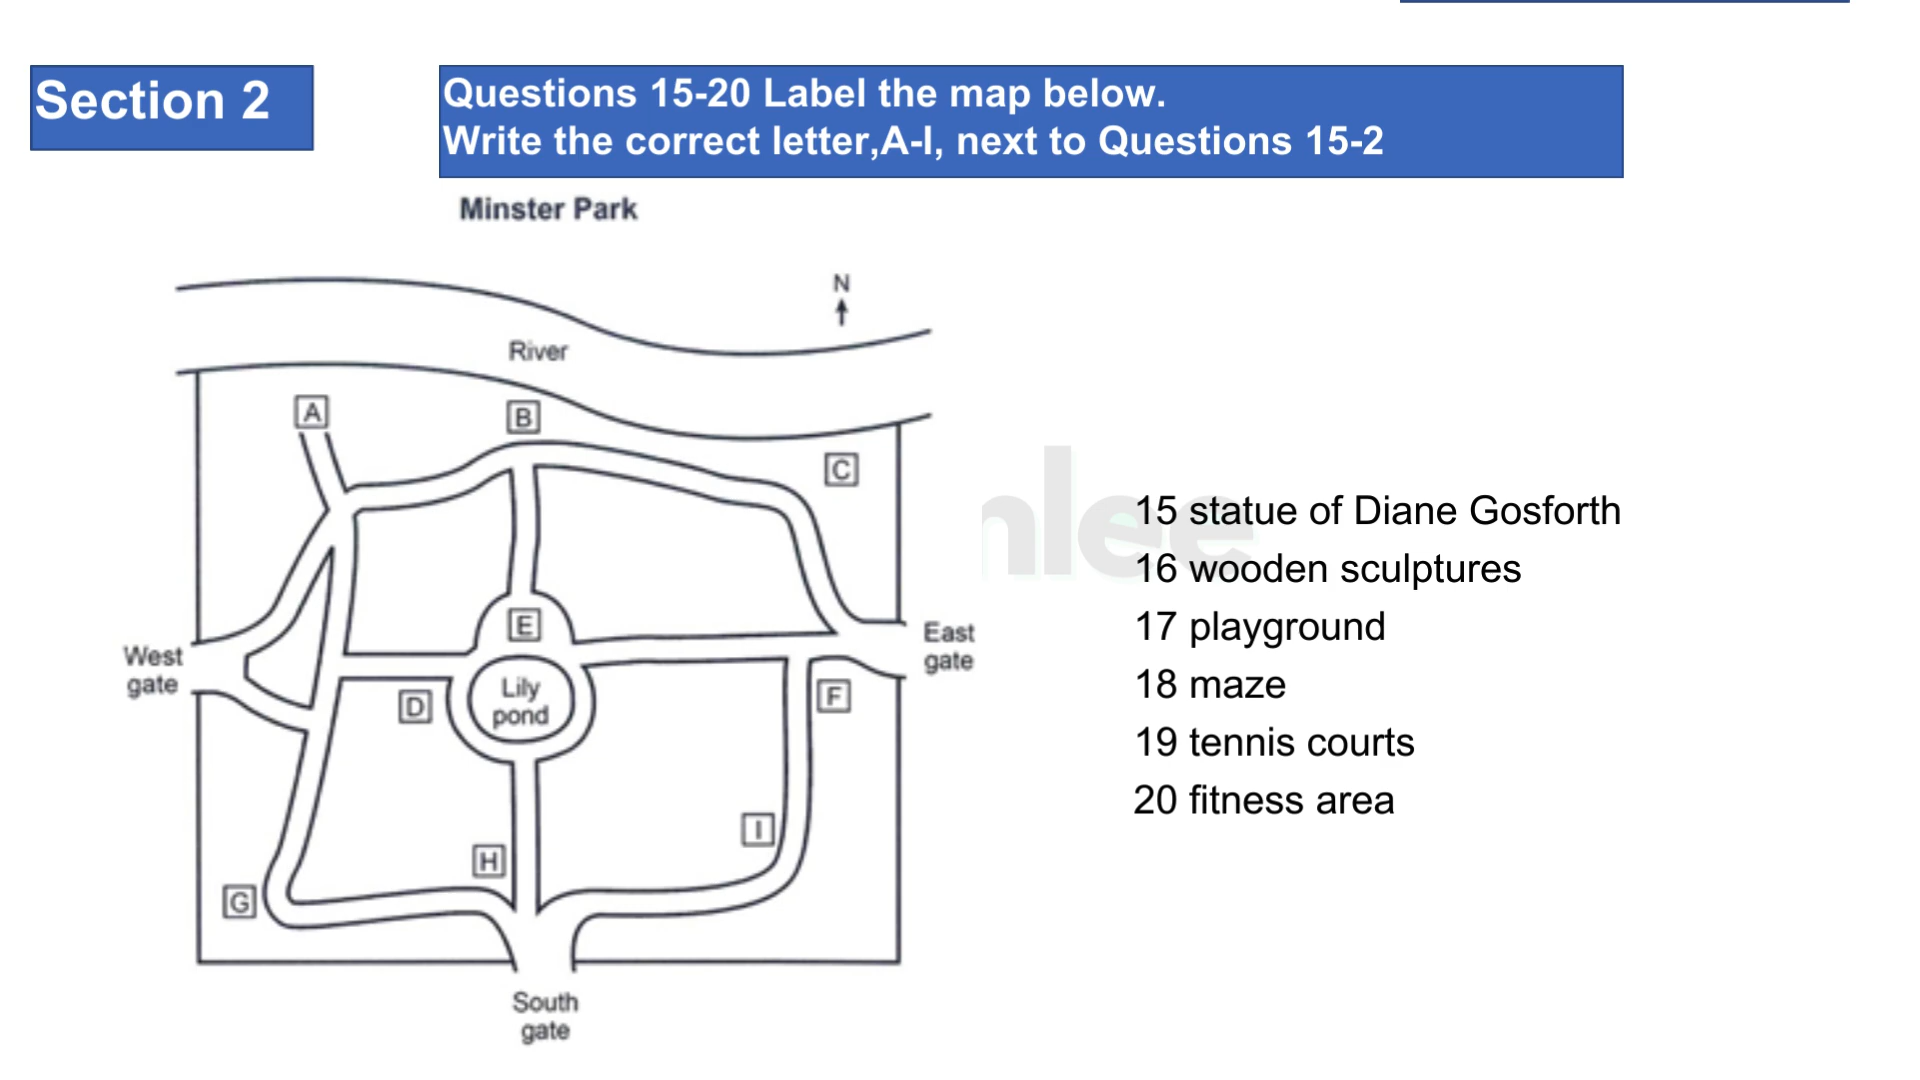 Section 2
Questions 15-20 Label the map below.
Write the correct letter,A-I, next to Questions 15-2
Minster Park
N
River
A
B
C
E
West
gate
East
gate
Lily
pond
D
F
I
H
G
South
gate
nlee
15 statue of Diane Gosforth
16 wooden sculptures
17 playground
18 maze
19 tennis courts
20 fitness area